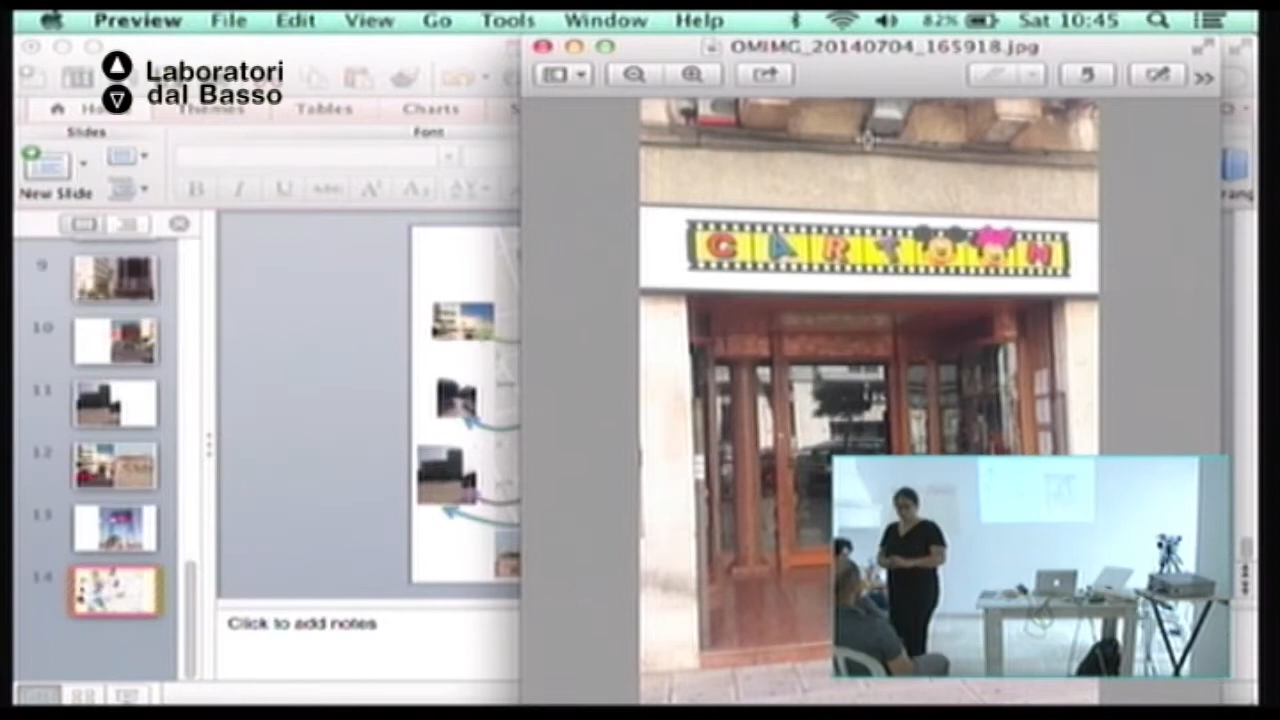 Preview File Edit View Go Tools Window Help 82% Sat 10:45
OMIMG_20140704_165918.jpg
Laboratori
dal Basso
Themes Tables Charts
Slides Font
New Slide
9
10
11
12
13
14
CARTOON
Click to add notes